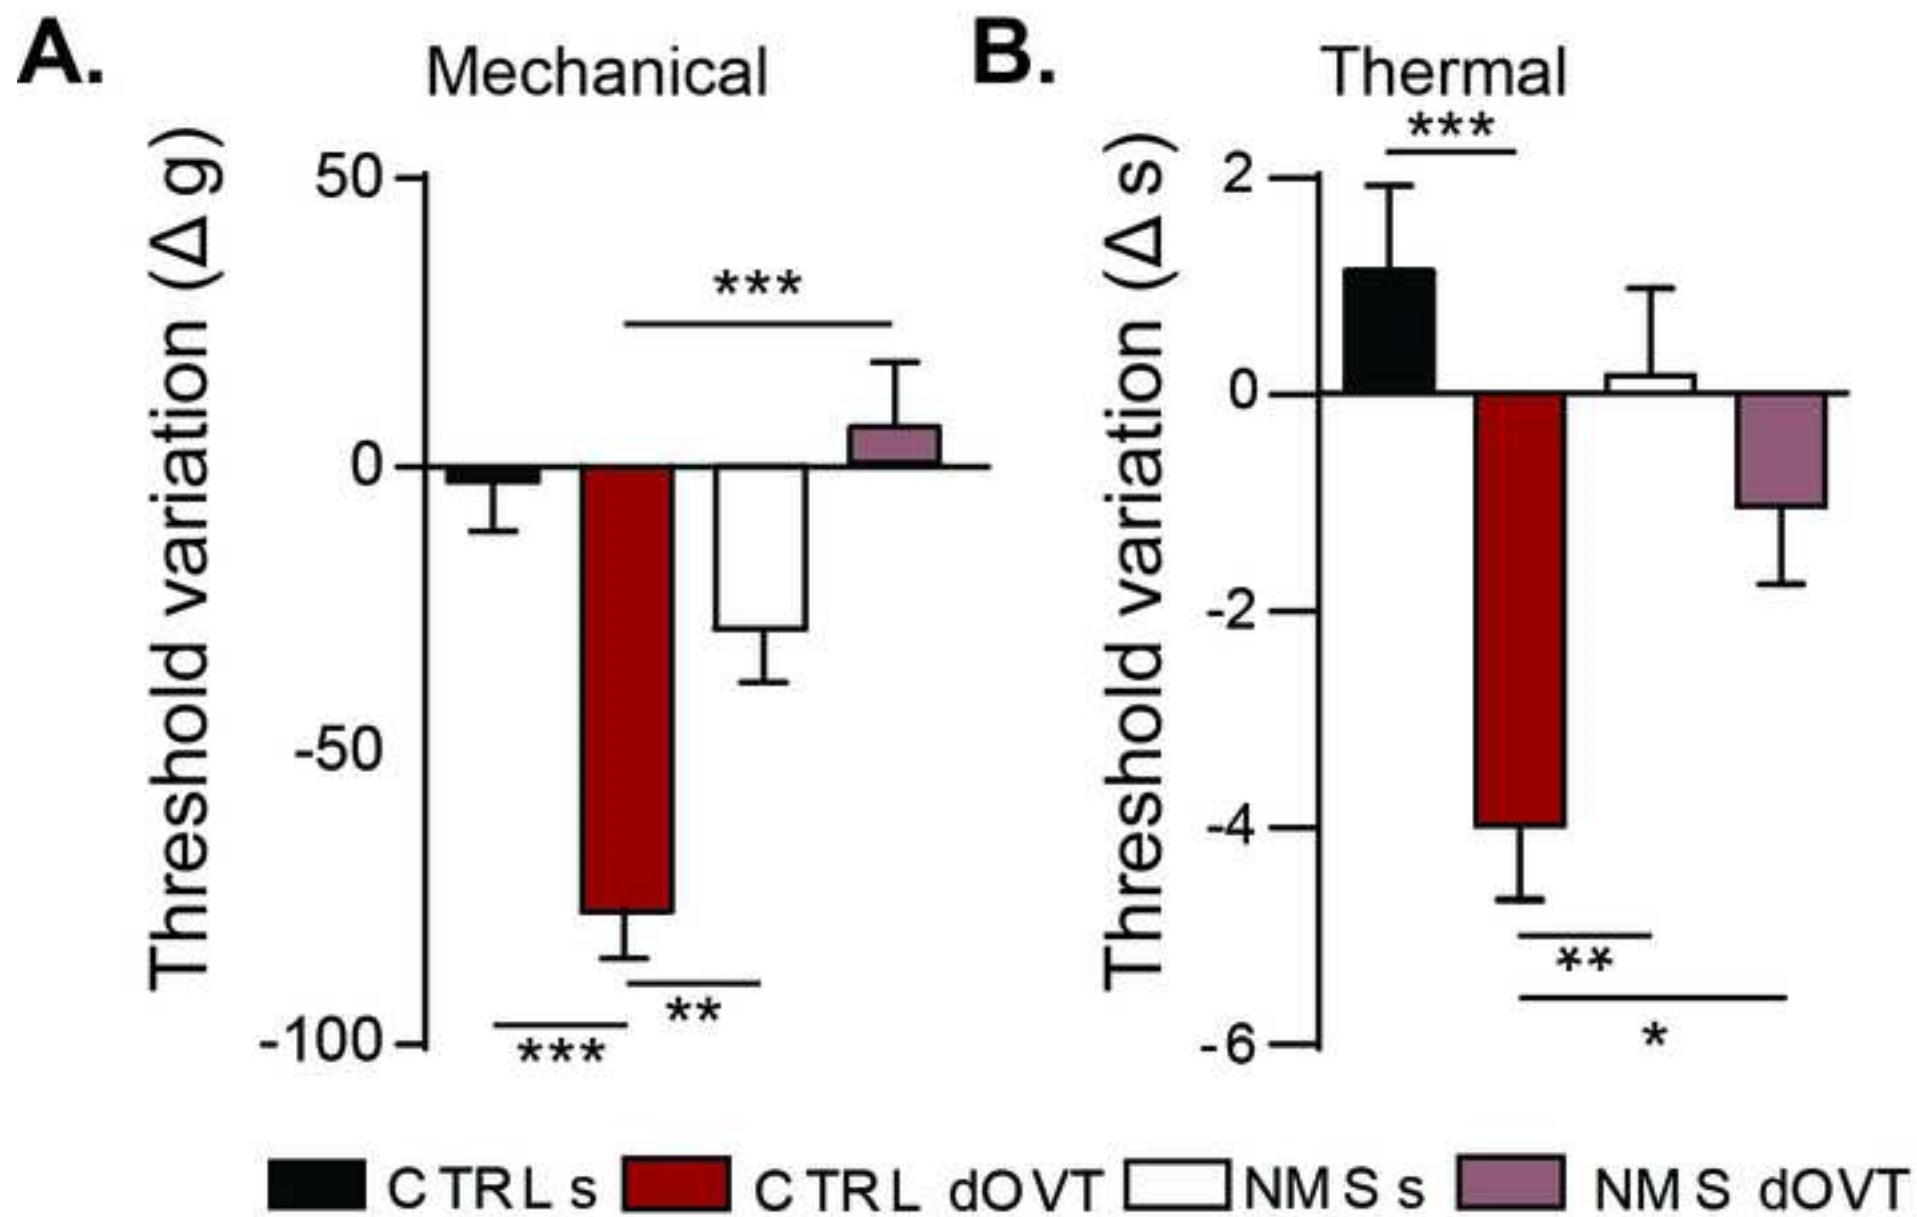 A.
Mechanical
Threshold variation (Δ g)
50
0
-50
-100
***
**
***
B.
Thermal
Threshold variation (Δ s)
2
0
-2
-4
-6
***
**
*
CTRL s CTRL dOVT NMS s NMS dOVT